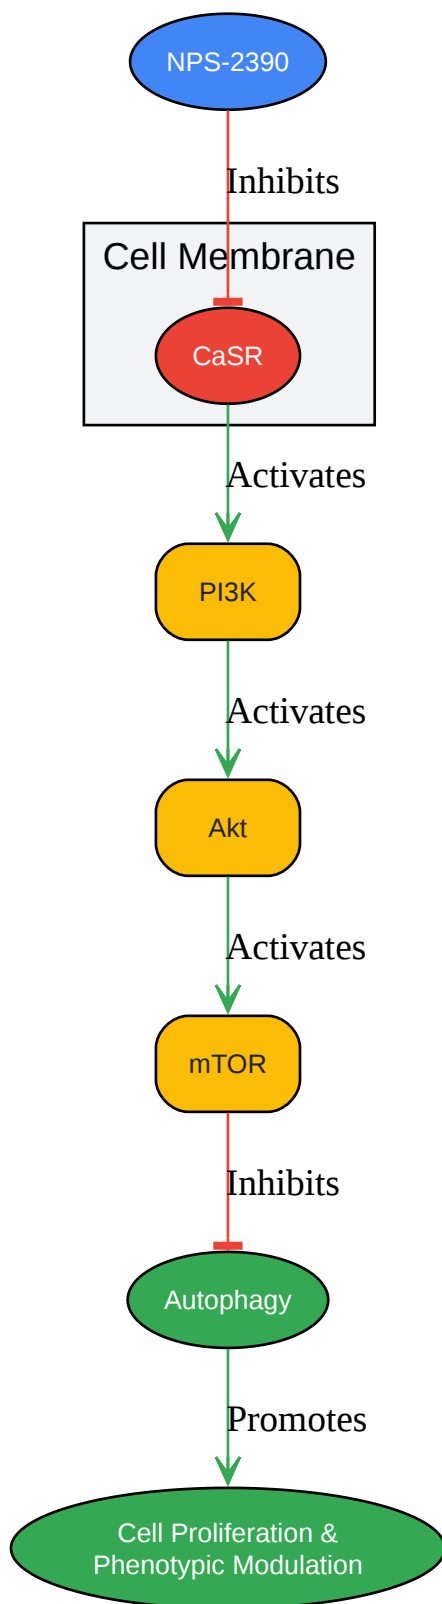 NPS-2390
Inhibits
Cell Membrane
CaSR
Activates
PI3K
Activates
Akt
Activates
mTOR
Inhibits
Autophagy
Promotes
Cell Proliferation &
Phenotypic Modulation